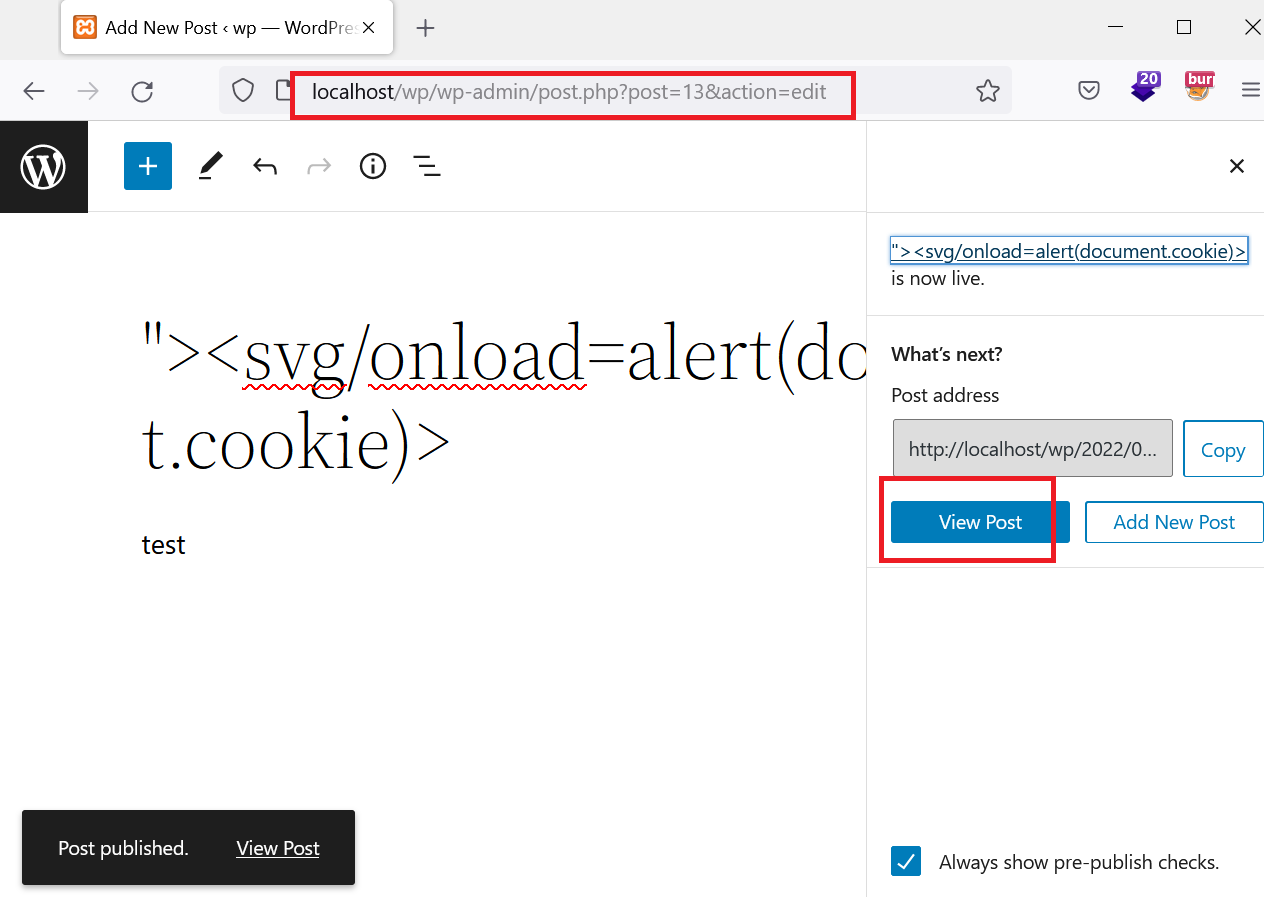 Add New Post ‹ wp — WordPres
localhost/wp/wp-admin/post.php?post=13&action=edit
20
bur
"><svg/onload=alert(document.cookie)>
is now live.
"><svg/onload=alert(do
t.cookie)>
test
What's next?
Post address
http://localhost/wp/2022/0...
Copy
View Post
Add New Post
Post published.
View Post
Always show pre-publish checks.